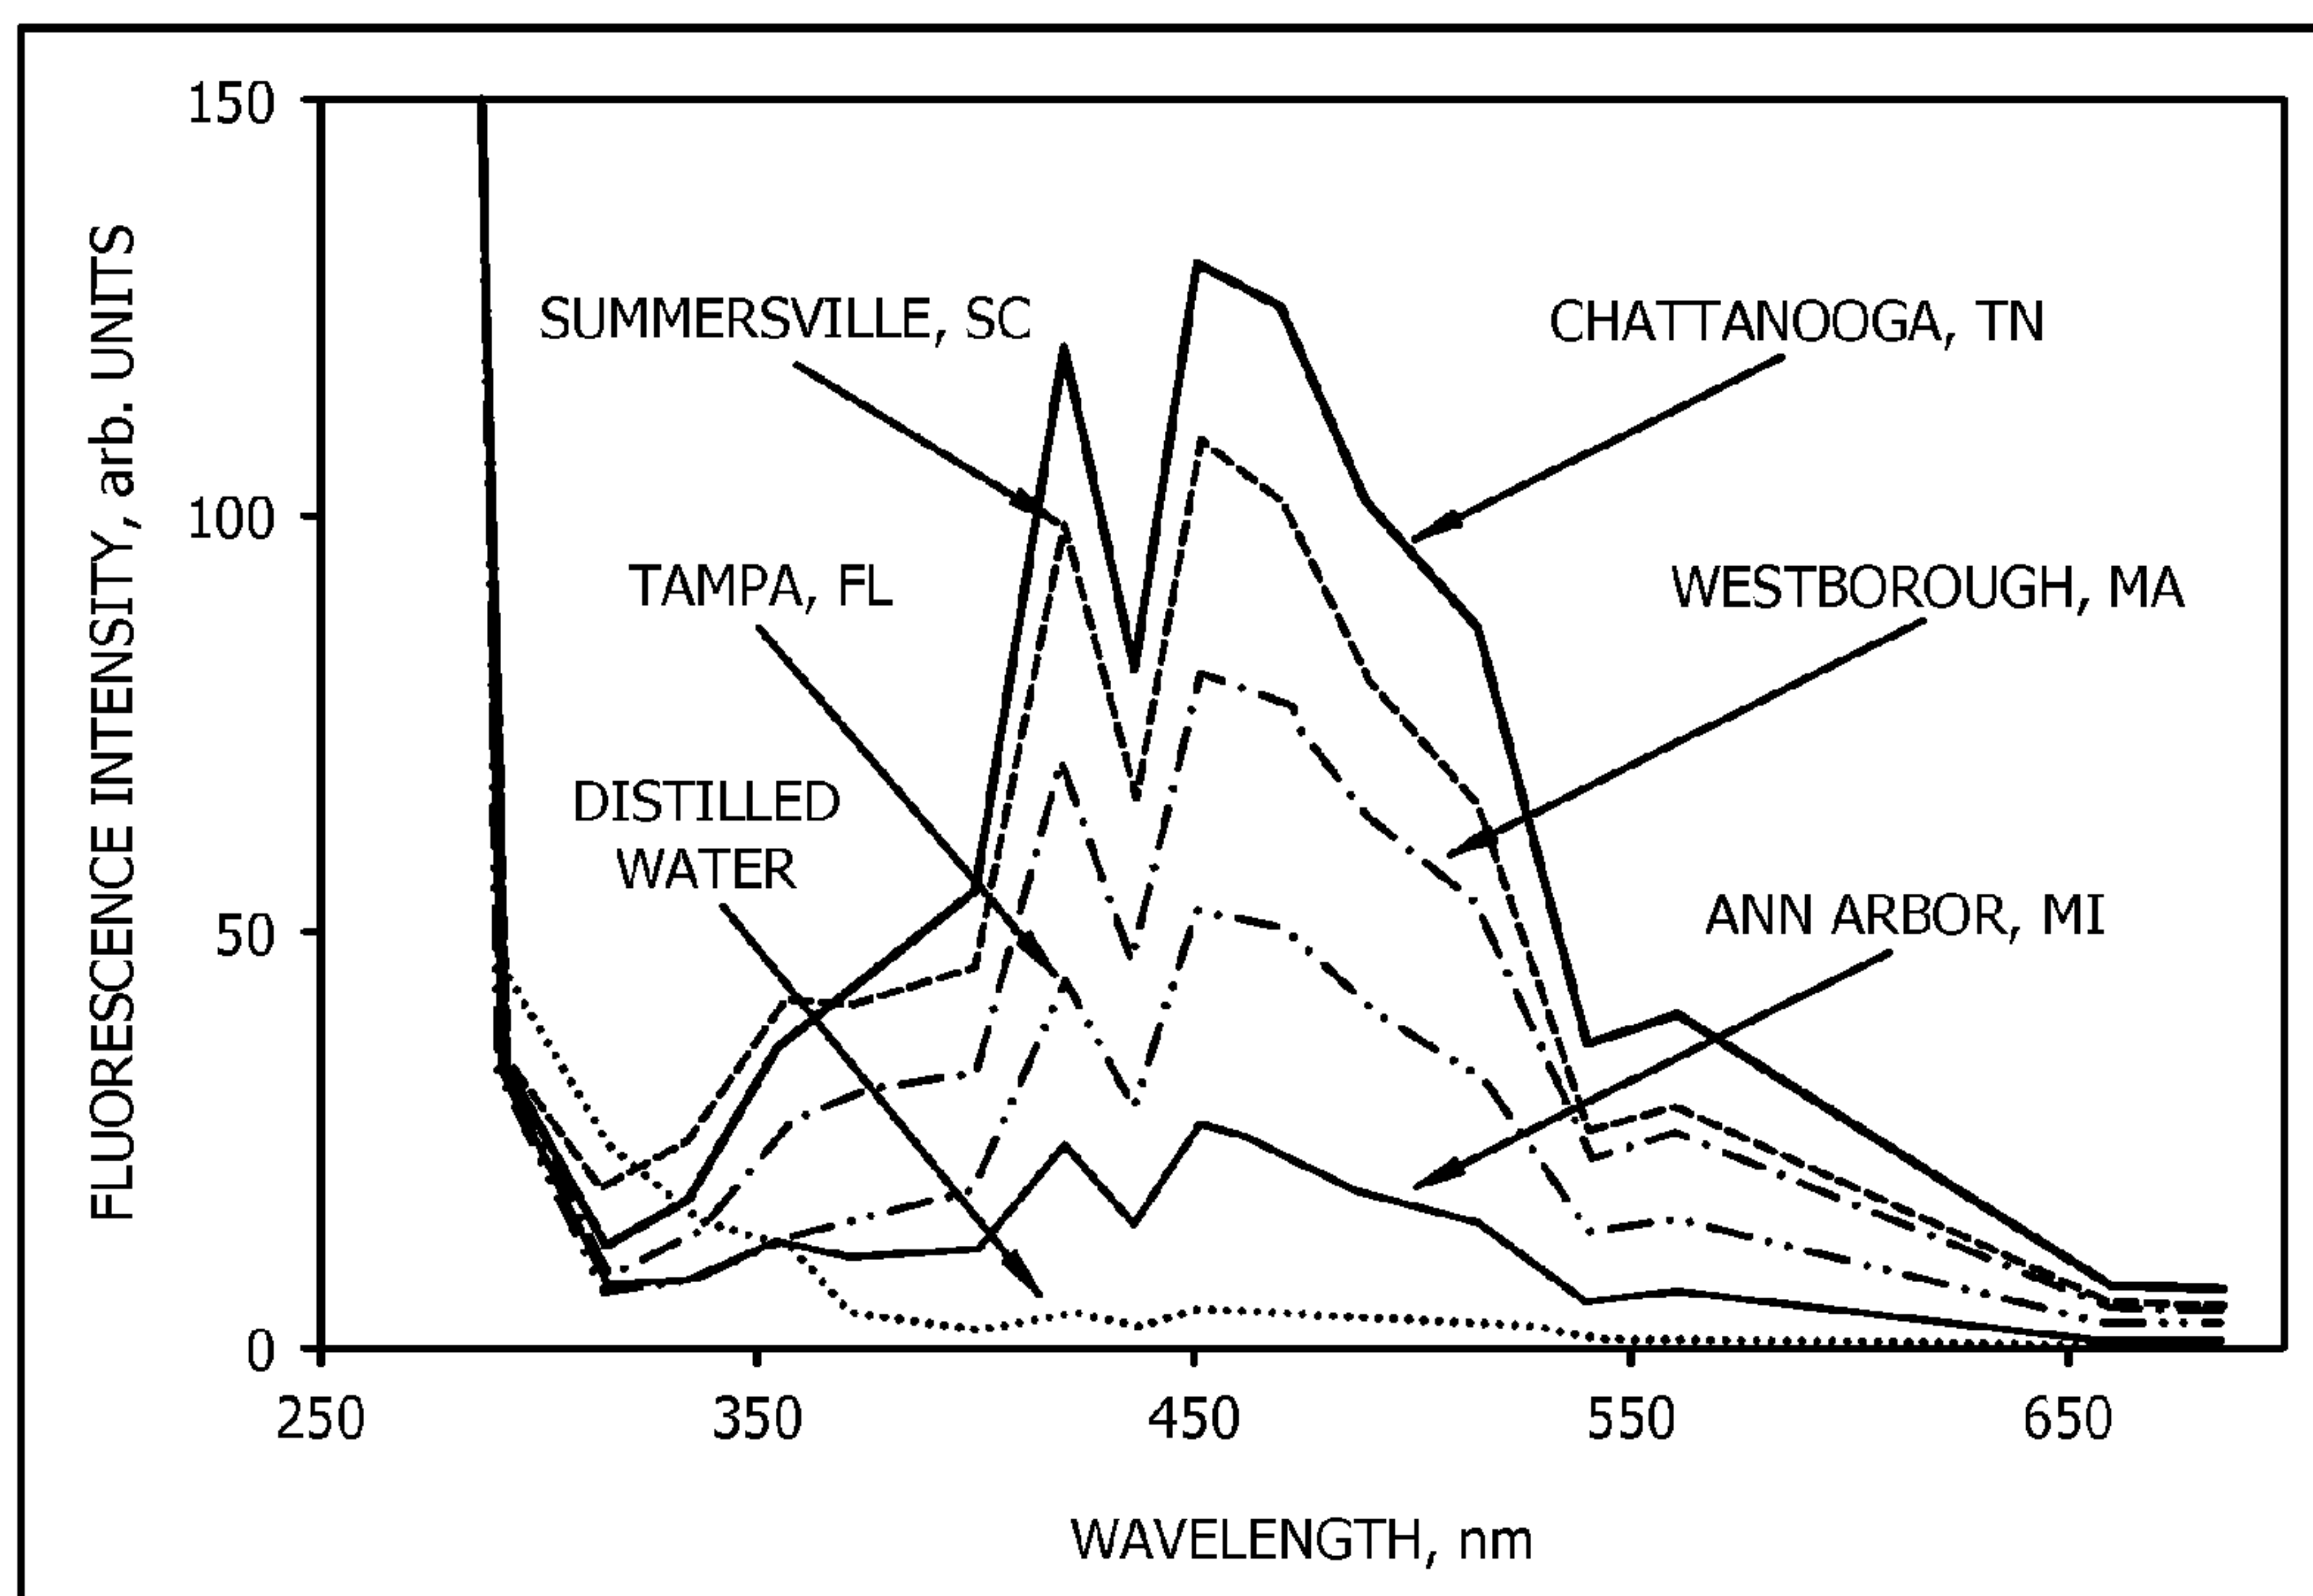 FLUORESCENCE INTENSITY, arb. UNITS
150
100
50
0
SUMMERSVILLE, SC
CHATTANOOGA, TN
TAMPA, FL
WESTBOROUGH, MA
DISTILLED
WATER
ANN ARBOR, MI
250
350
450
550
650
WAVELENGTH, nm